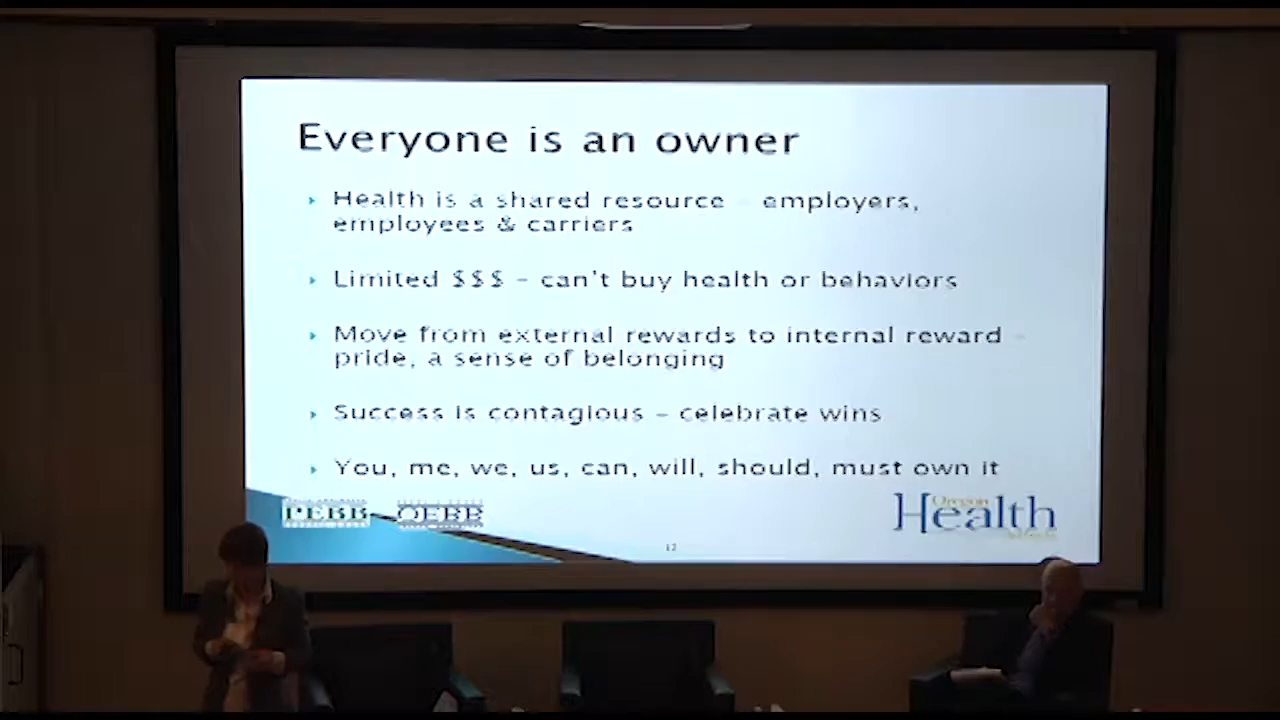 Everyone is an owner
Health is a shared resource – employers,
employees & carriers
Limited $$$ – can't buy health or behaviors
Move from external rewards to internal reward –
pride, a sense of belonging
Success is contagious – celebrate wins
You, me, we, us, can, will, should, must own it
PEBB OEBB
Oregon
Health
12